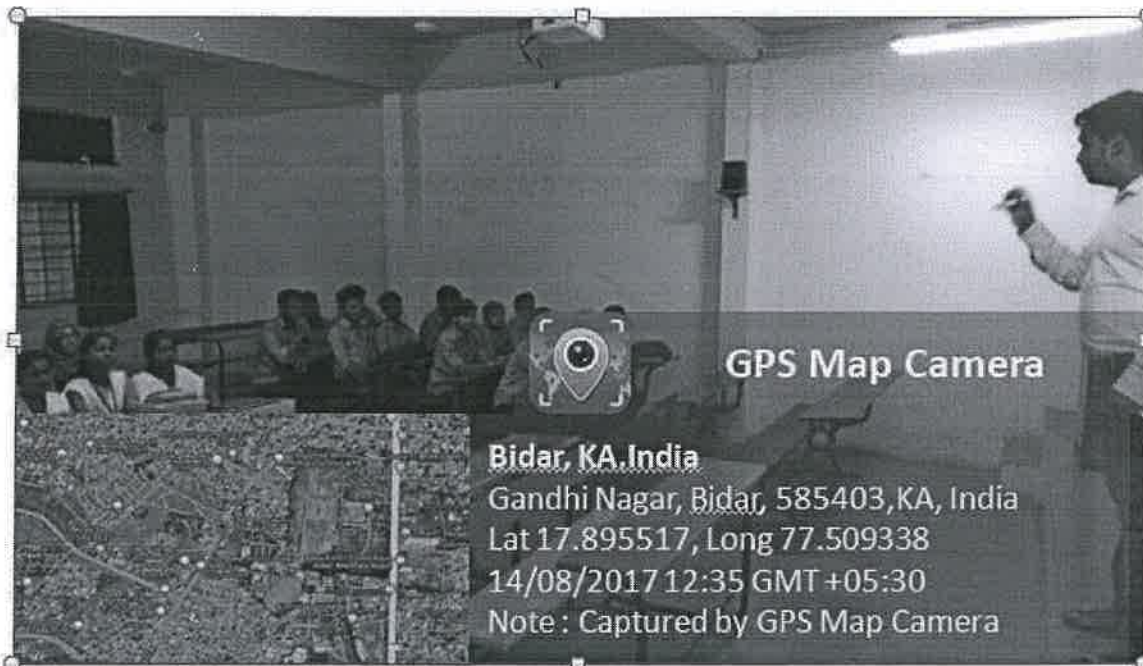 GPS Map Camera
Bidar, KA.India
Gandhi Nagar, Bidar, 585403,KA, India
Lat 17.895517, Long 77.509338
14/08/2017 12:35 GMT +05:30
Note : Captured by GPS Map Camera